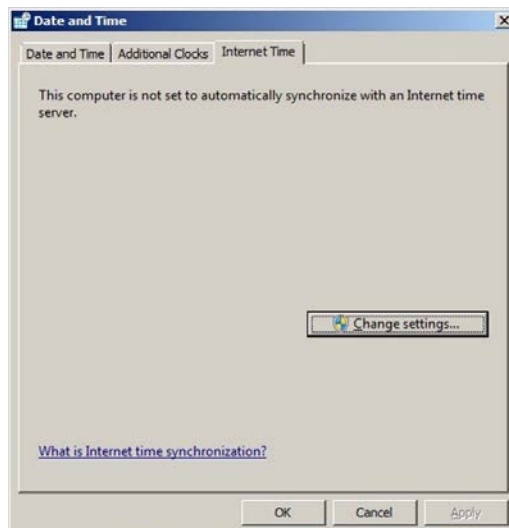 Date and Time
Date and Time Additional Clocks Internet Time
This computer is not set to automatically synchronize with an Internet time
server.
Change settings...
What is Internet time synchronization?
OK Cancel Apply